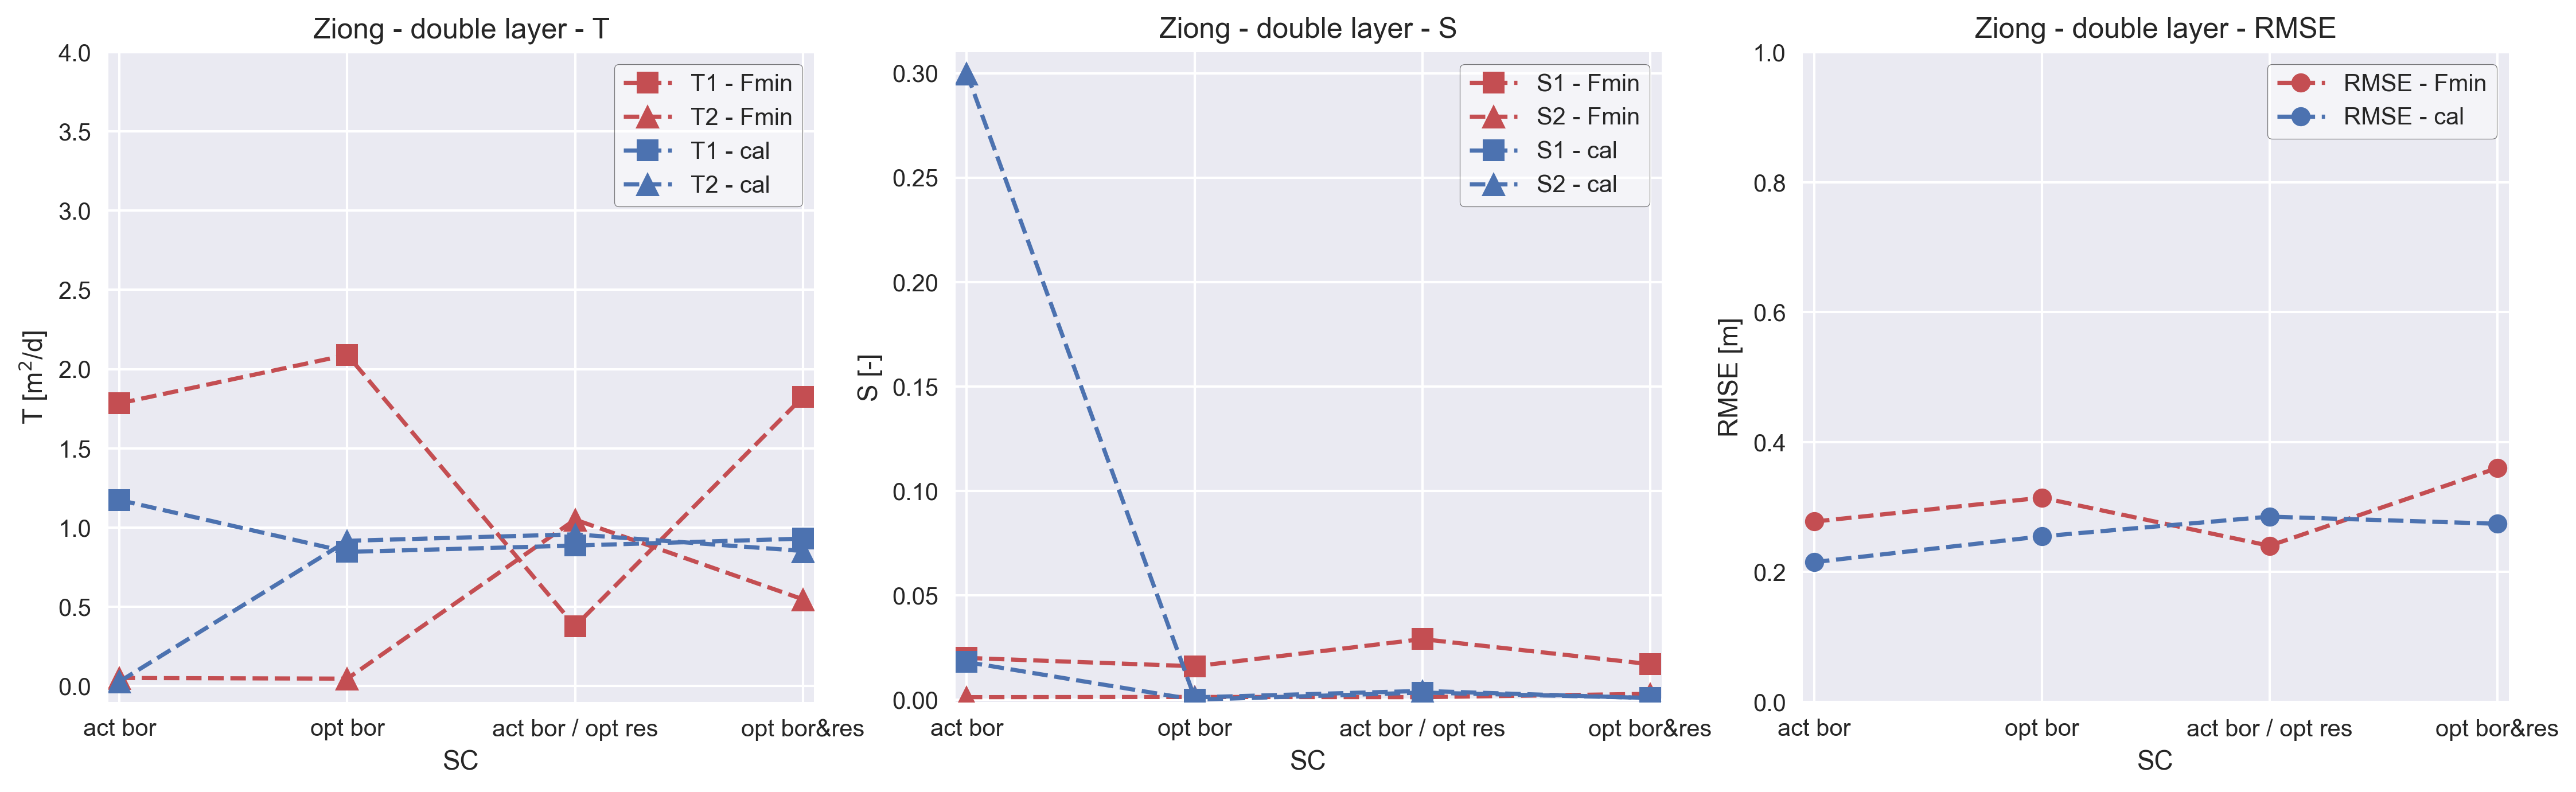 Ziong - double layer - T
4.0
3.5
3.0
2.5
2.0
1.5
1.0
0.5
0.0
T [m²/d]
T1 - Fmin
T2 - Fmin
T1 - cal
T2 - cal
act bor
opt bor
act bor / opt res
opt bor&res
SC
Ziong - double layer - S
0.30
0.25
0.20
0.15
0.10
0.05
0.00
S [-]
S1 - Fmin
S2 - Fmin
S1 - cal
S2 - cal
act bor
opt bor
act bor / opt res
opt bor&res
SC
Ziong - double layer - RMSE
1.0
0.8
0.6
0.4
0.2
0.0
RMSE [m]
RMSE - Fmin
RMSE - cal
act bor
opt bor
act bor / opt res
opt bor&res
SC